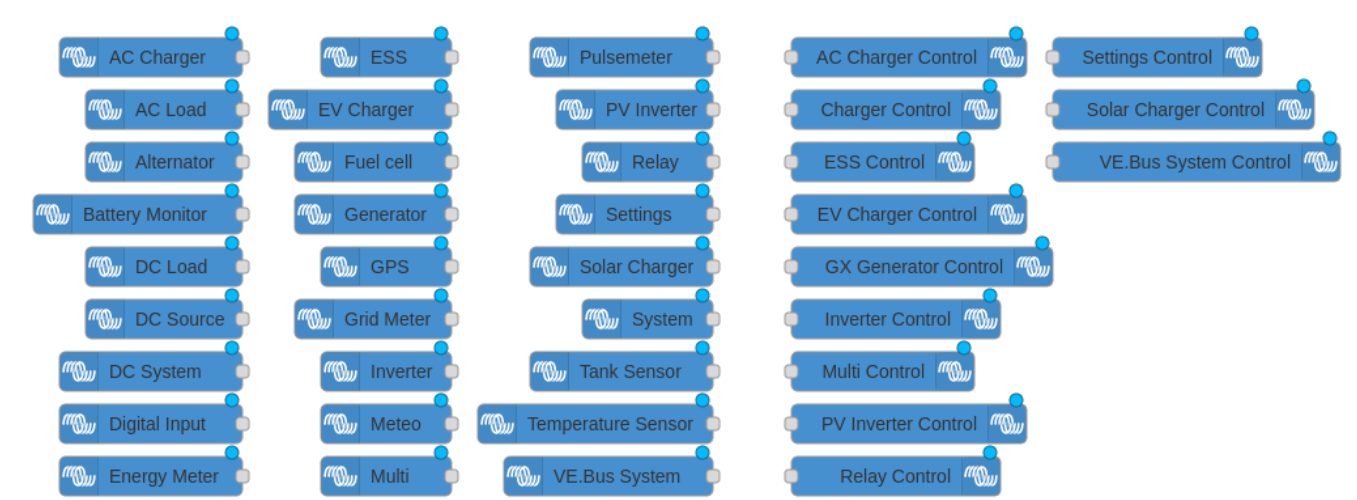 AC Charger
AC Load
Alternator
Battery Monitor
DC Load
DC Source
DC System
Digital Input
Energy Meter
ESS
EV Charger
Fuel cell
Generator
GPS
Grid Meter
Inverter
Meteo
Multi
Pulsemeter
PV Inverter
Relay
Settings
Solar Charger
System
Tank Sensor
Temperature Sensor
VE.Bus System
AC Charger Control
Charger Control
ESS Control
EV Charger Control
GX Generator Control
Inverter Control
Multi Control
PV Inverter Control
Relay Control
Settings Control
Solar Charger Control
VE.Bus System Control